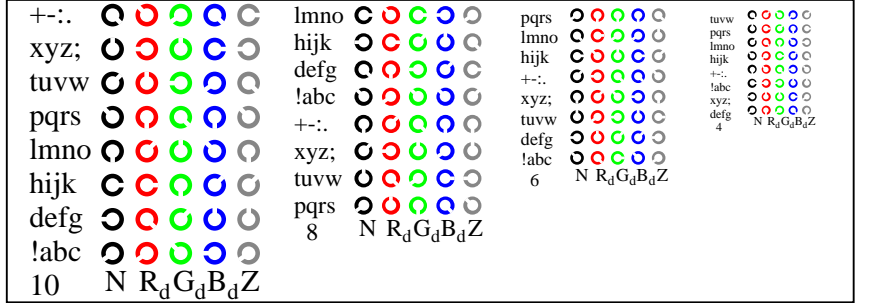 +-:.
xyz;
tuvw
pqrs
lmno
hijk
defg
!abc
10 N RdGdBdZ
lmno
hijk
defg
!abc
+-:.
xyz;
tuvw
pqrs
8 N RdGdBdZ
pqrs
lmno
hijk
+-:.
xyz;
tuvw
defg
!abc
6 N RdGdBdZ
tuvw
pqrs
lmno
hijk
+-:.
!abc
xyz;
defg
4 N RdGdBdZ